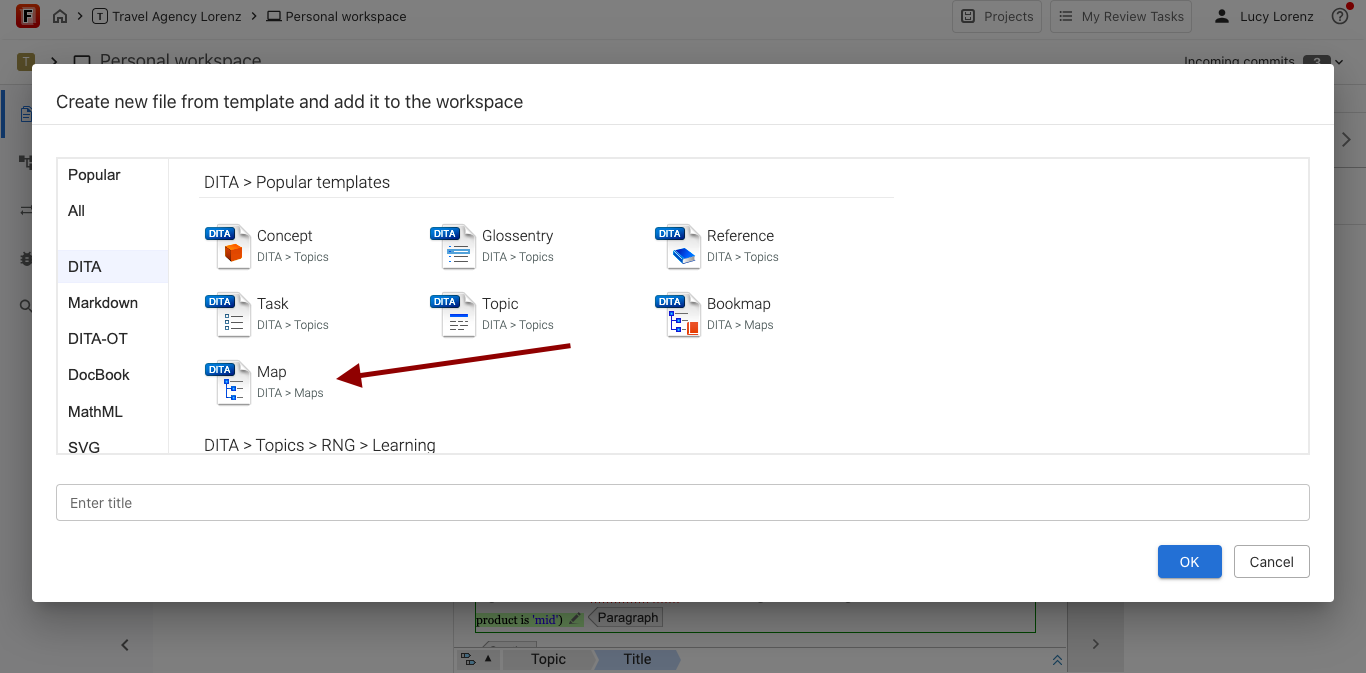 F
T Travel Agency Lorenz
Personal workspace
Projects
My Review Tasks
Lucy Lorenz
?
T
Personal workspace
Incoming commits 3
Create new file from template and add it to the workspace
Popular
All
DITA
Markdown
DITA-OT
DocBook
MathML
SVG
DITA > Popular templates
DITA Concept
DITA > Topics
DITA Glossentry
DITA > Topics
DITA Reference
DITA > Topics
DITA Task
DITA > Topics
DITA Topic
DITA > Topics
DITA Bookmap
DITA > Maps
DITA Map
DITA > Maps
DITA > Topics > RNG > Learning
Enter title
OK
Cancel
product is 'mid')
Paragraph
Topic
Title